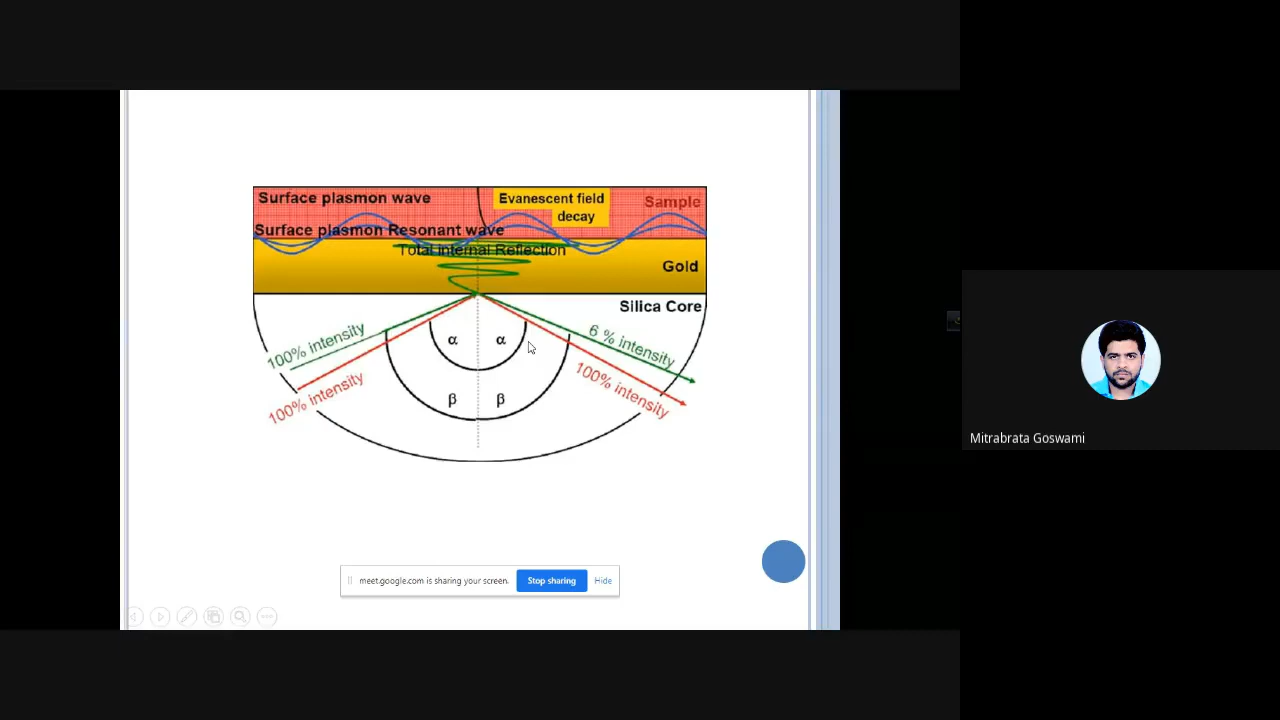 Surface plasmon wave
Evanescent field
decay
Sample
Surface plasmon Resonant wave
Total internal Reflection
Gold
Silica Core
100% intensity
100% intensity
α
α
β
β
6 % intensity
100% intensity
Mitrabrata Goswami
meet.google.com is sharing your screen.
Stop sharing
Hide